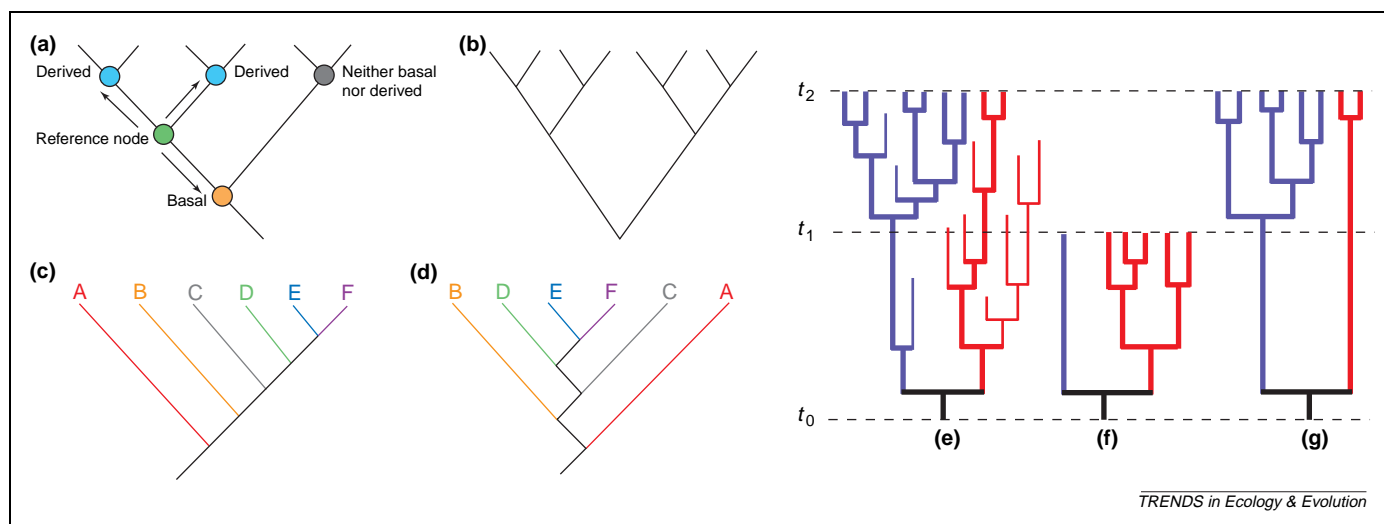 (a)
Derived
Derived
Neither basal
nor derived
Reference node
Basal
(b)
(c)
A B C D E F
(d)
B D E F C A
t2
t1
t0
(e) (f) (g)
TRENDS in Ecology & Evolution